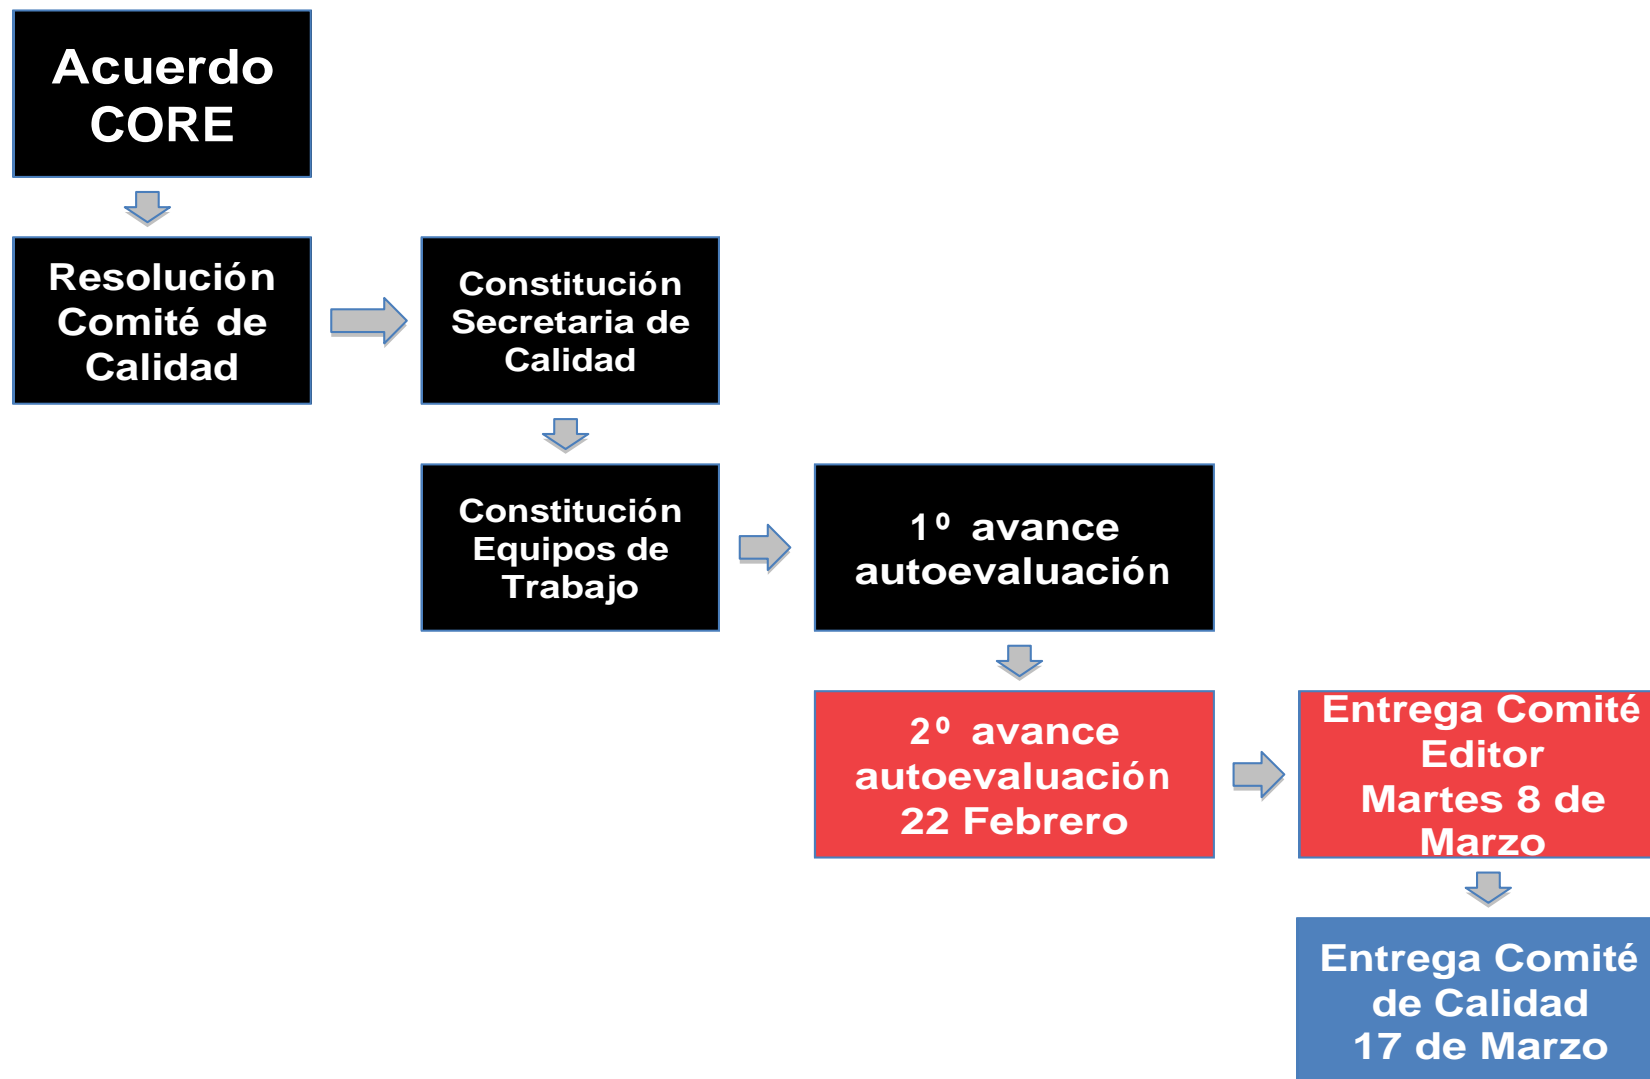 Acuerdo
CORE
Resolución
Comité de
Calidad
Constitución
Secretaria de
Calidad
Constitución
Equipos de
Trabajo
1º avance
autoevaluación
2º avance
autoevaluación
22 Febrero
Entrega Comité
Editor
Martes 8 de
Marzo
Entrega Comité
de Calidad
17 de Marzo